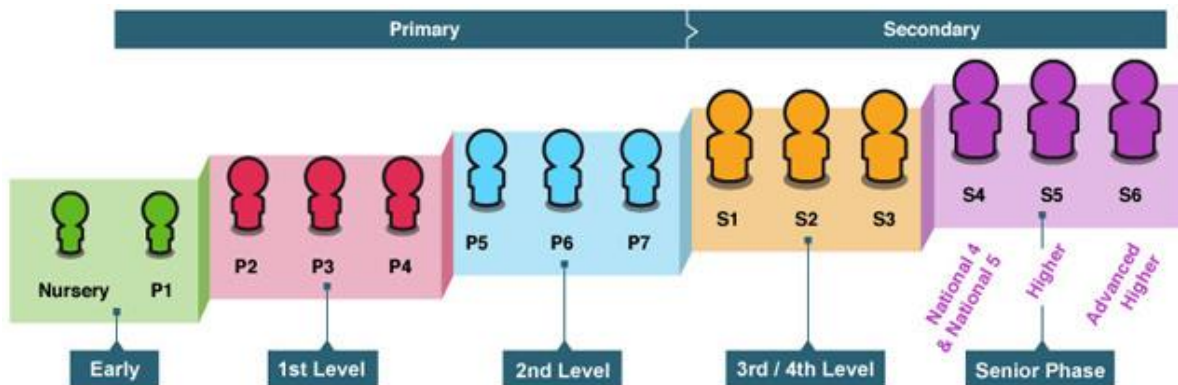 Primary
Secondary
Nursery
P1
P2
P3
P4
P5
P6
P7
S1
S2
S3
S4
S5
S6
National 4
& National 5
Higher
Advanced
Higher
Early
1st Level
2nd Level
3rd / 4th Level
Senior Phase